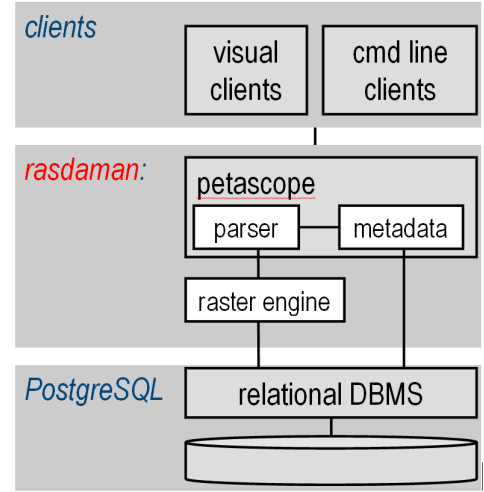 clients
visual
clients
cmd line
clients
rasdaman:
petascope
parser
metadata
raster engine
PostgreSQL
relational DBMS